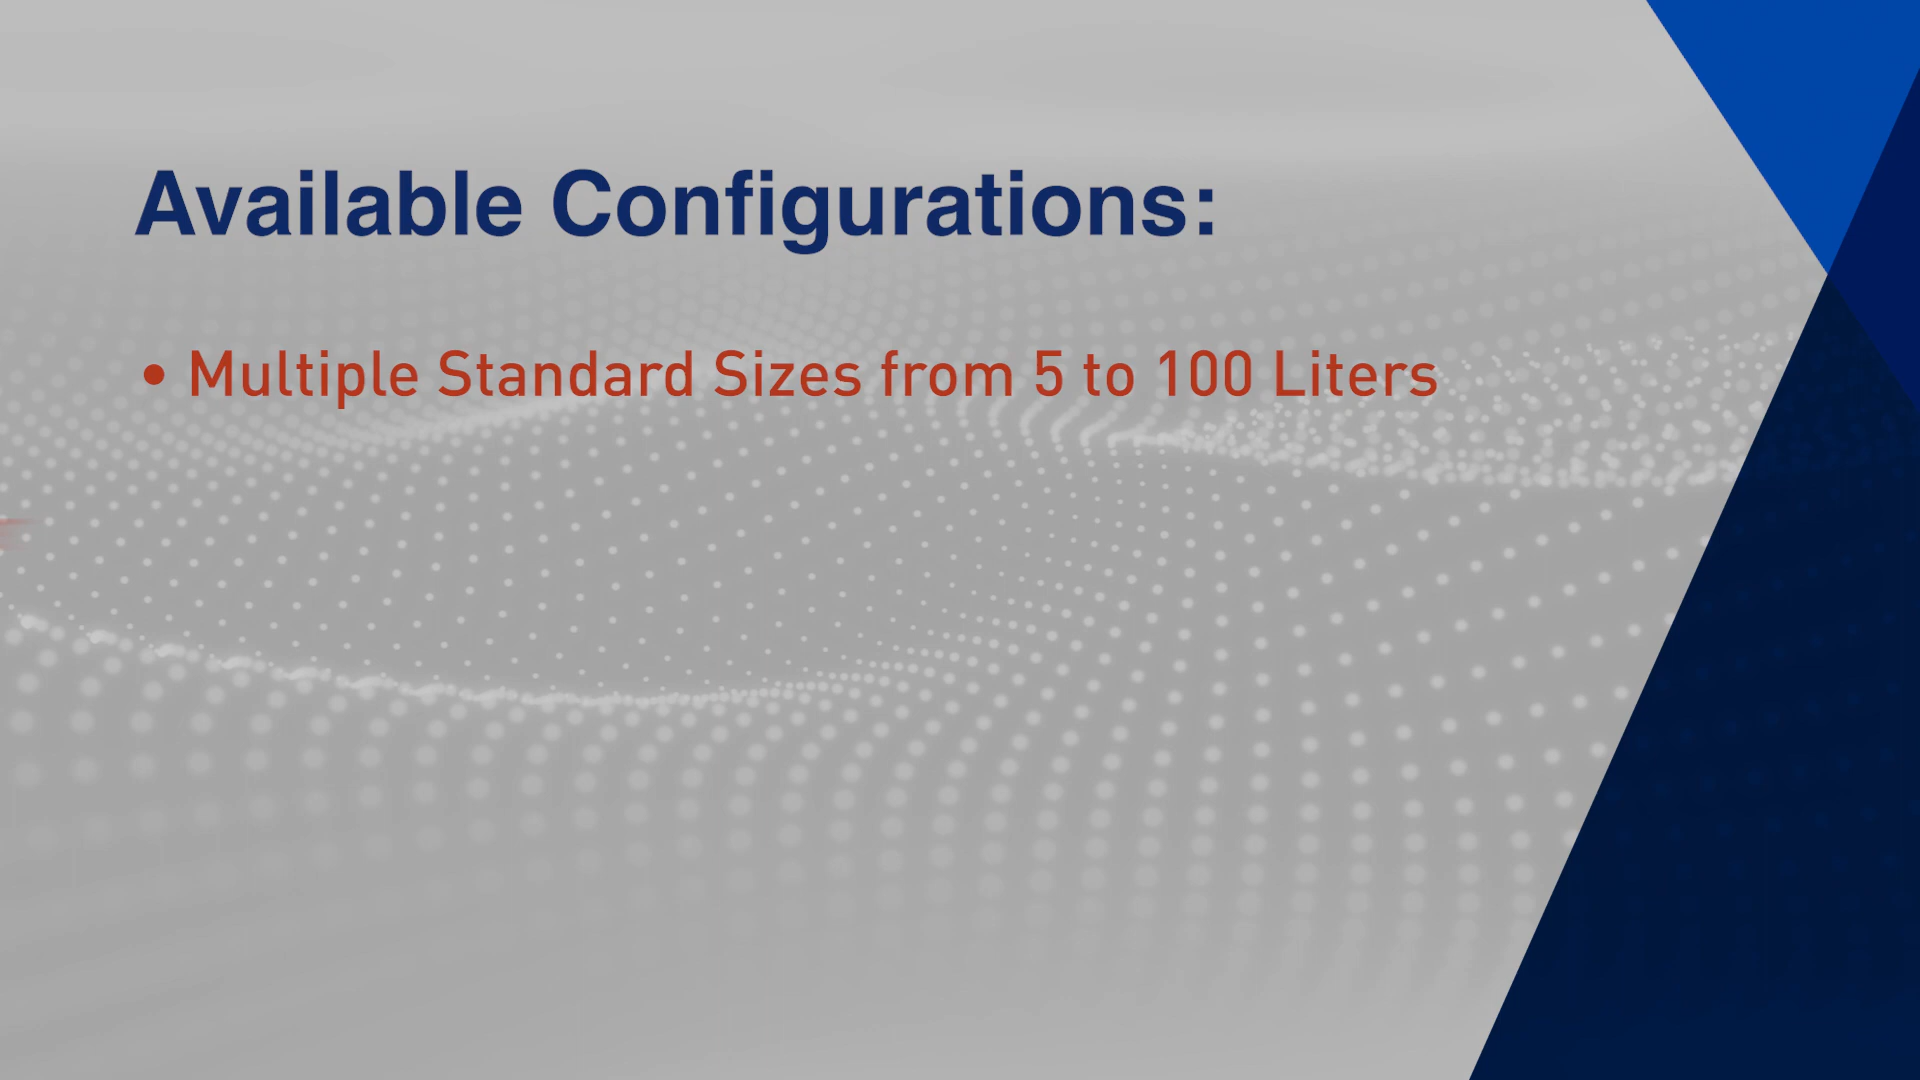 Available Configurations:
• Multiple Standard Sizes from 5 to 100 Liters